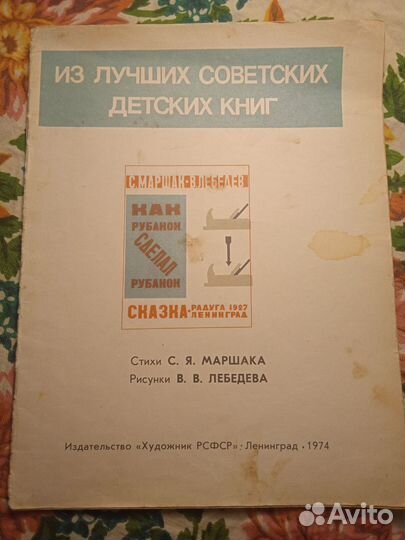 ИЗ ЛУЧШИХ СОВЕТСКИХ
ДЕТСКИХ КНИГ
С. МАРШАК-В. ЛЕБЕДЕВ
КАК
РУБАНОК
СДЕЛАЛ
РУБАНОК
СКАЗКА-РАДУГА 1927
ЛЕНИНГРАД
Стихи С. Я. МАРШАКА
Рисунки В. В. ЛЕБЕДЕВА
Издательство «Художник РСФСР» · Ленинград · 1974
Avito